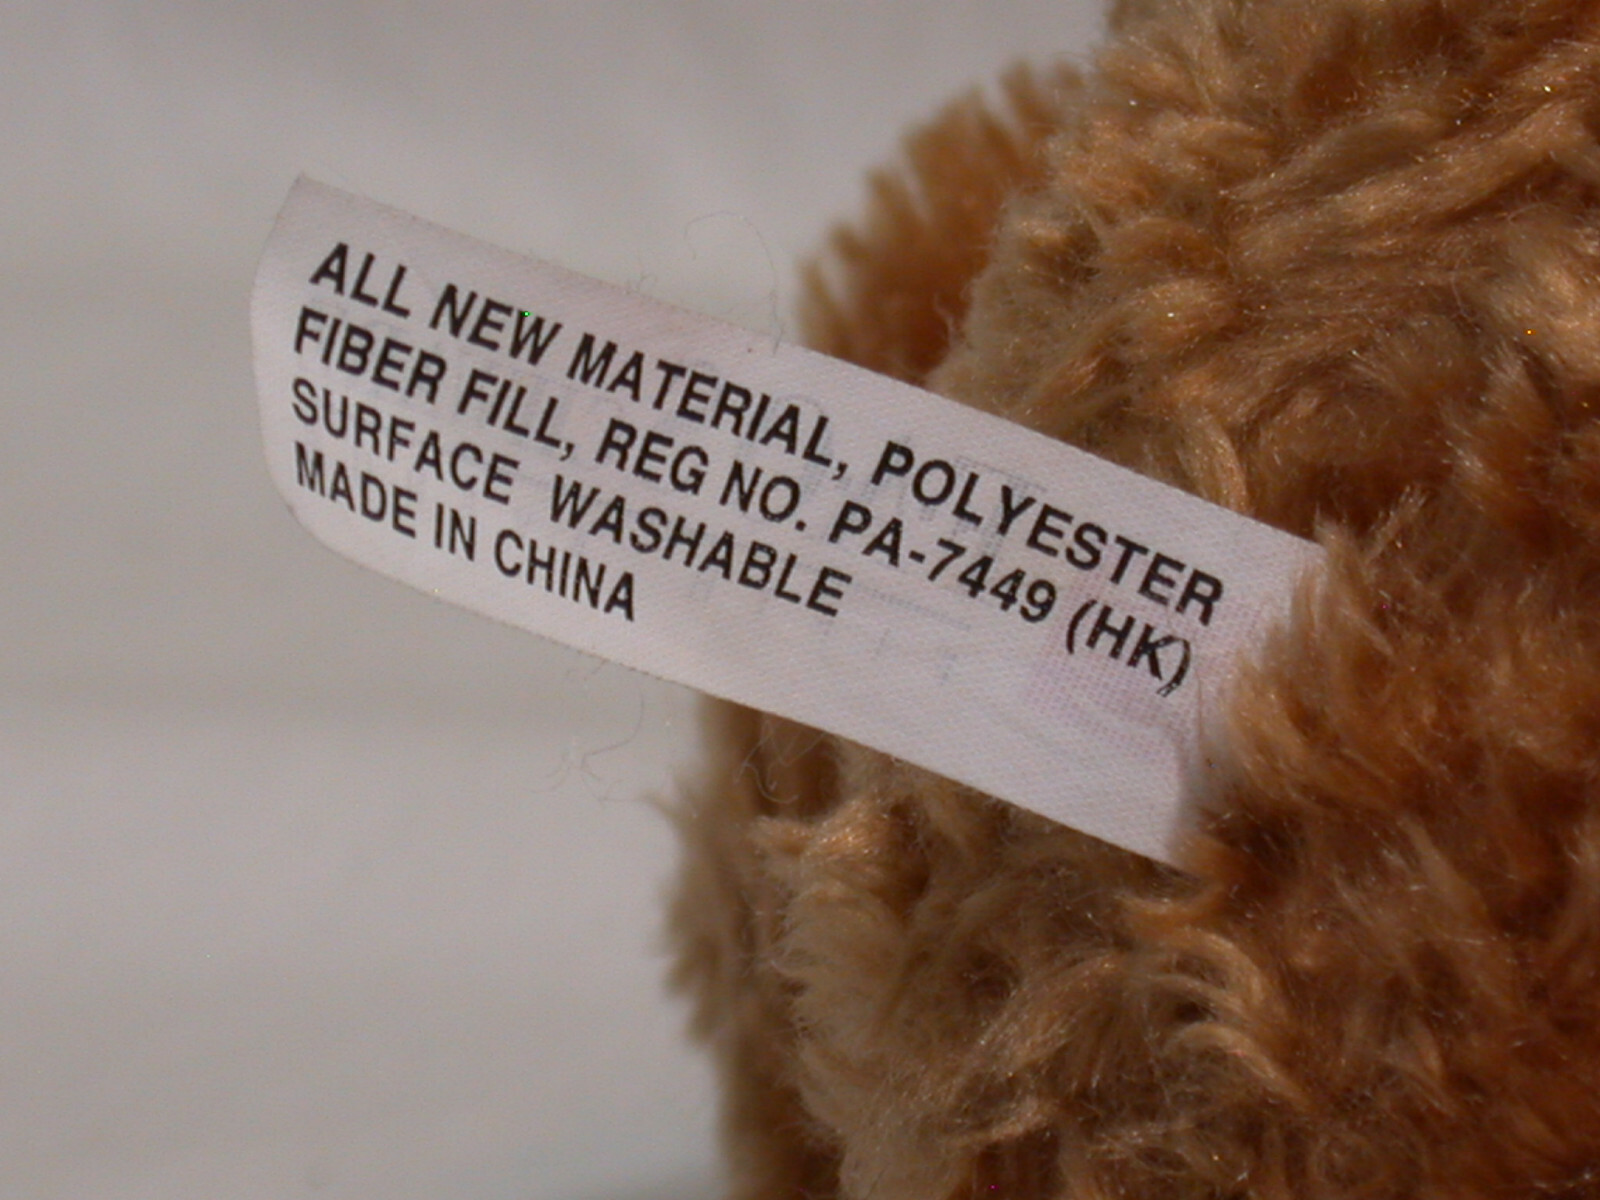 ALL NEW MATERIAL, POLYESTER
FIBER FILL, REG NO. PA-7449 (HK)
SURFACE WASHABLE
MADE IN CHINA